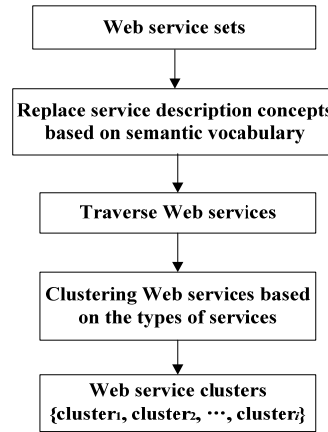 Web service sets
Replace service description concepts
based on semantic vocabulary
Traverse Web services
Clustering Web services based
on the types of services
Web service clusters
{cluster₁, cluster₂, ⋯, clusterᵢ}